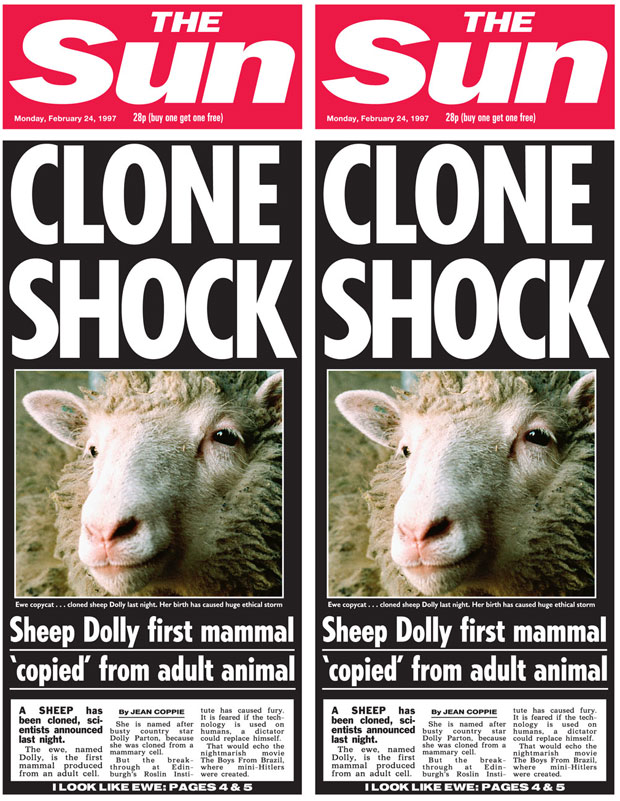 THE
Sun
Monday, February 24, 1997 28p (buy one get one free)
CLONE
SHOCK
Ewe copycat . . . cloned sheep Dolly last night. Her birth has caused huge ethical storm
Sheep Dolly first mammal
‘copied’ from adult animal
A SHEEP has
been cloned, sci-
entists announced
last night.
The ewe, named
Dolly, is the first
mammal produced
from an adult cell.
By JEAN COPPIE
She is named after
busty country star
Dolly Parton, because
she was cloned from a
mammary cell.
But the break-
through at Edin-
burgh's Roslin Insti-
tute has caused fury.
It is feared if the tech-
nology is used on
humans, a dictator
could replace himself.
That would echo the
nightmarish movie
The Boys From Brazil,
where mini-Hitlers
were created.
I LOOK LIKE EWE: PAGES 4 & 5
THE
Sun
Monday, February 24, 1997 28p (buy one get one free)
CLONE
SHOCK
Ewe copycat . . . cloned sheep Dolly last night. Her birth has caused huge ethical storm
Sheep Dolly first mammal
‘copied’ from adult animal
A SHEEP has
been cloned, sci-
entists announced
last night.
The ewe, named
Dolly, is the first
mammal produced
from an adult cell.
By JEAN COPPIE
She is named after
busty country star
Dolly Parton, because
she was cloned from a
mammary cell.
But the break-
through at Edin-
burgh's Roslin Insti-
tute has caused fury.
It is feared if the tech-
nology is used on
humans, a dictator
could replace himself.
That would echo the
nightmarish movie
The Boys From Brazil,
where mini-Hitlers
were created.
I LOOK LIKE EWE: PAGES 4 & 5